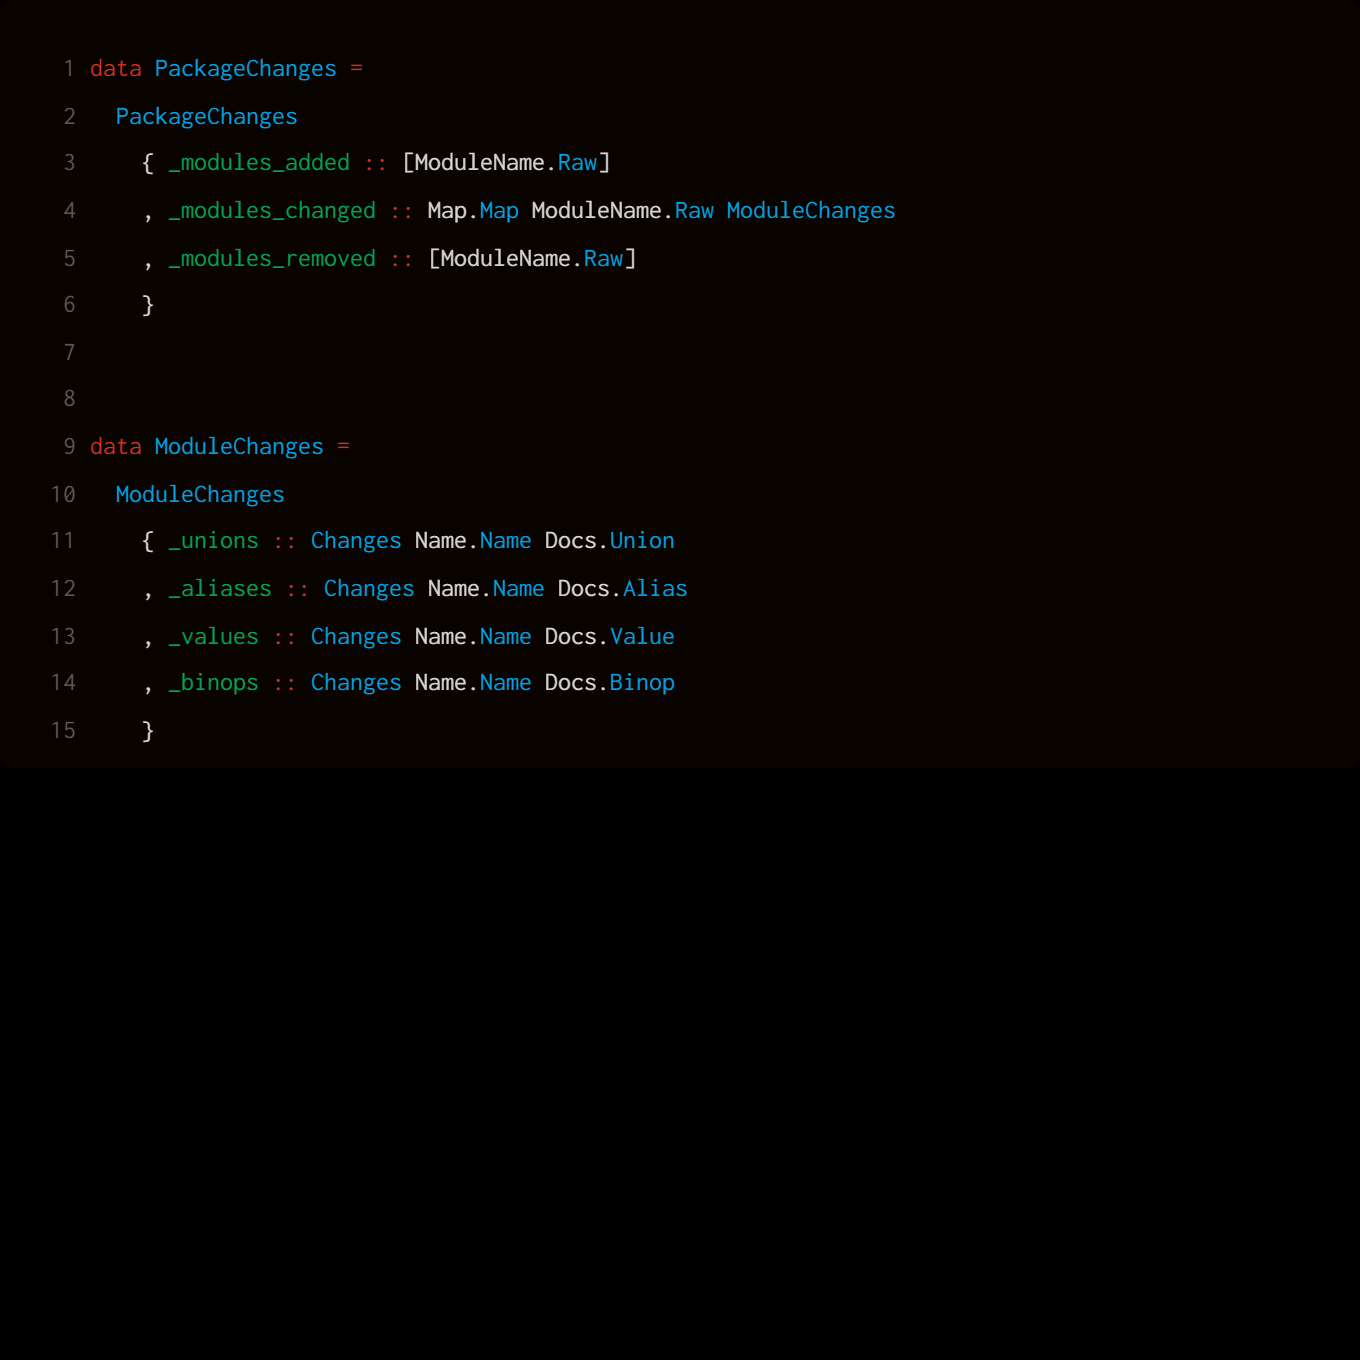 1 data PackageChanges =
2   PackageChanges
3     { _modules_added :: [ModuleName.Raw]
4     , _modules_changed :: Map.Map ModuleName.Raw ModuleChanges
5     , _modules_removed :: [ModuleName.Raw]
6     }
7
8
9 data ModuleChanges =
10   ModuleChanges
11     { _unions :: Changes Name.Name Docs.Union
12     , _aliases :: Changes Name.Name Docs.Alias
13     , _values :: Changes Name.Name Docs.Value
14     , _binops :: Changes Name.Name Docs.Binop
15     }